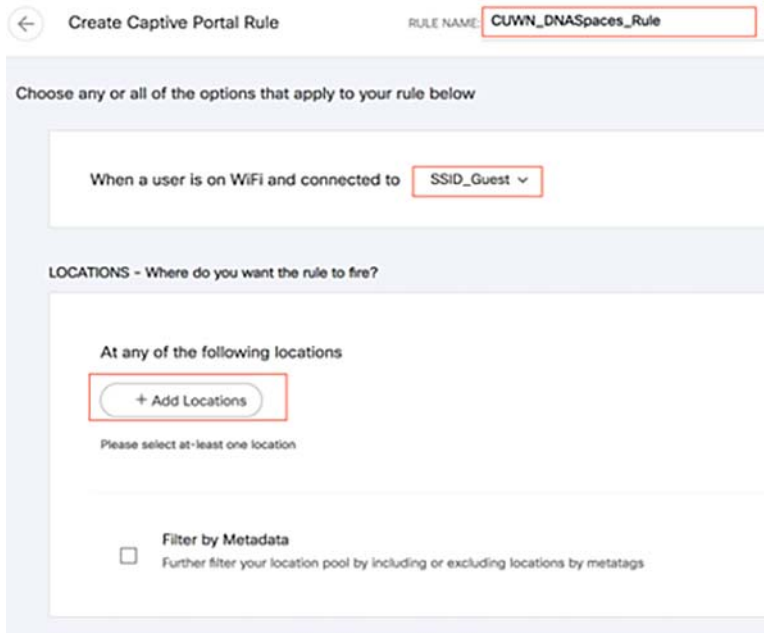 Create Captive Portal Rule
RULE NAME: CUWN_DNASpaces_Rule
Choose any or all of the options that apply to your rule below
When a user is on WiFi and connected to SSID_Guest
LOCATIONS - Where do you want the rule to fire?
At any of the following locations
+ Add Locations
Please select at-least one location
Filter by Metadata
Further filter your location pool by including or excluding locations by metatags